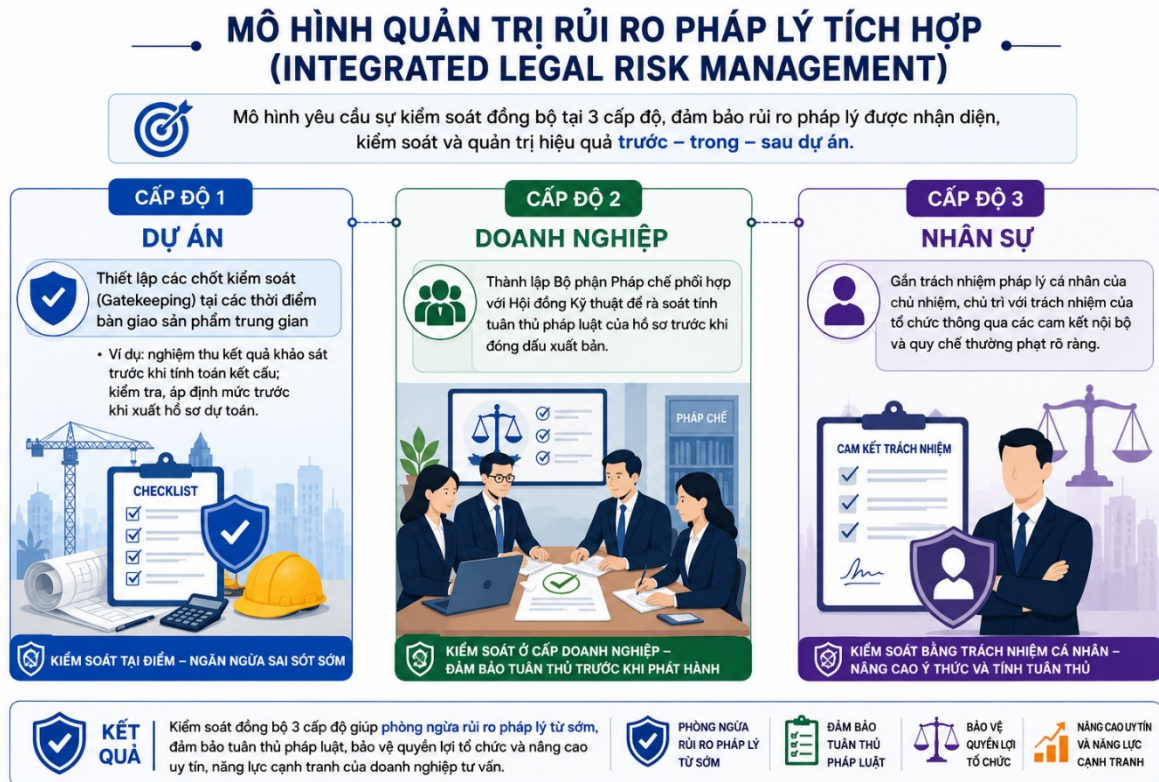 MÔ HÌNH QUẢN TRỊ RỦI RO PHÁP LÝ TÍCH HỢP
(INTEGRATED LEGAL RISK MANAGEMENT)
Mô hình yêu cầu sự kiểm soát đồng bộ tại 3 cấp độ, đảm bảo rủi ro pháp lý được nhận diện,
kiểm soát và quản trị hiệu quả trước – trong – sau dự án.
CẤP ĐỘ 1
DỰ ÁN
Thiết lập các chốt kiểm soát
(Gatekeeping) tại các thời điểm
bàn giao sản phẩm trung gian
• Ví dụ: nghiệm thu kết quả khảo sát
trước khi tính toán kết cấu;
kiểm tra, áp định mức trước
khi xuất hồ sơ dự toán.
CHECKLIST
KIỂM SOÁT TẠI ĐIỂM – NGĂN NGỪA SAI SÓT SỚM
CẤP ĐỘ 2
DOANH NGHIỆP
Thành lập Bộ phận Pháp chế phối hợp
với Hội đồng Kỹ thuật để rà soát tính
tuân thủ pháp luật của hồ sơ trước khi
đóng dấu xuất bản.
PHÁP CHẾ
KIỂM SOÁT Ở CẤP DOANH NGHIỆP –
ĐẢM BẢO TUÂN THỦ TRƯỚC KHI PHÁT HÀNH
CẤP ĐỘ 3
NHÂN SỰ
Gắn trách nhiệm pháp lý cá nhân của
chủ nhiệm, chủ trì với trách nhiệm của
tổ chức thông qua các cam kết nội bộ
và quy chế thưởng phạt rõ ràng.
CAM KẾT TRÁCH NHIỆM
KIỂM SOÁT BẰNG TRÁCH NHIỆM CÁ NHÂN –
NÂNG CAO Ý THỨC VÀ TÍNH TUÂN THỦ
KẾT
QUẢ
Kiểm soát đồng bộ 3 cấp độ giúp phòng ngừa rủi ro pháp lý từ sớm,
đảm bảo tuân thủ pháp luật, bảo vệ quyền lợi tổ chức và nâng cao
uy tín, năng lực cạnh tranh của doanh nghiệp tư vấn.
PHÒNG NGỪA
RỦI RO PHÁP LÝ
TỪ SỚM
ĐẢM BẢO
TUÂN THỦ
PHÁP LUẬT
BẢO VỆ
QUYỀN LỢI
TỔ CHỨC
NÂNG CAO UY TÍN
VÀ NĂNG LỰC
CẠNH TRANH